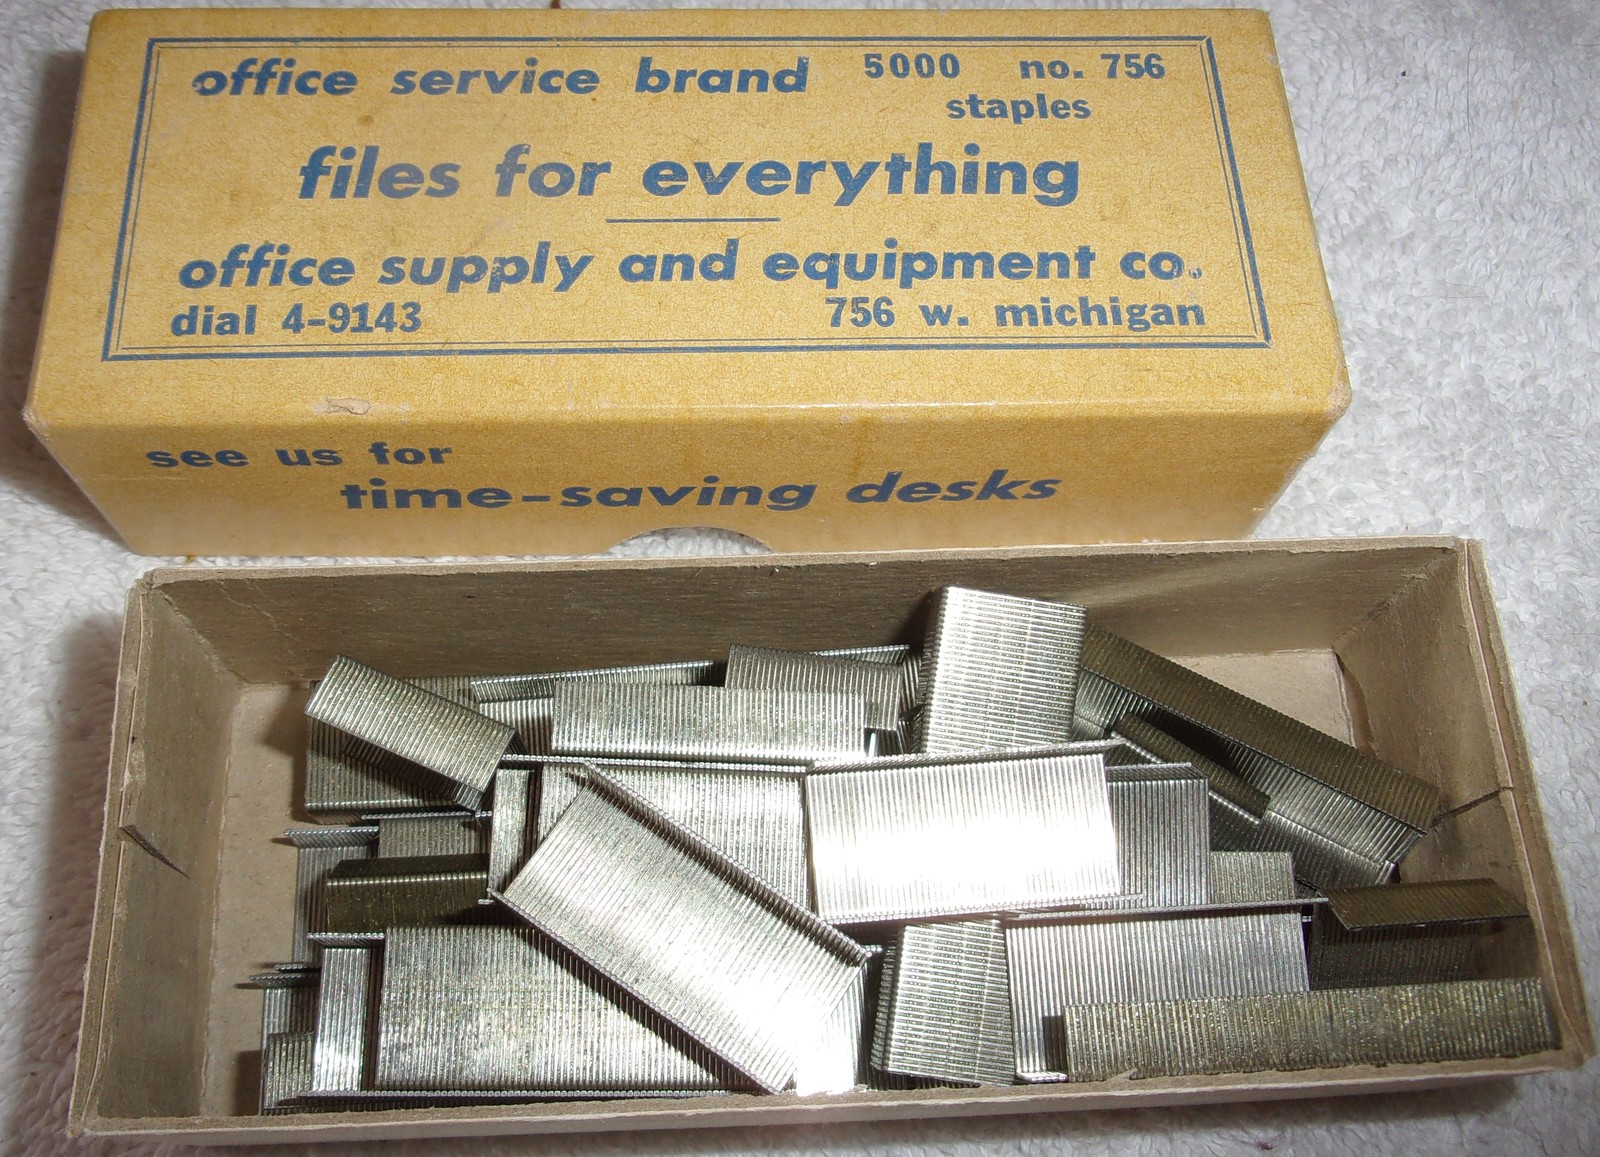 office service brand 5000 no. 756
staples
files for everything
office supply and equipment co.
dial 4-9143 756 w. michigan
see us for
time-saving desks